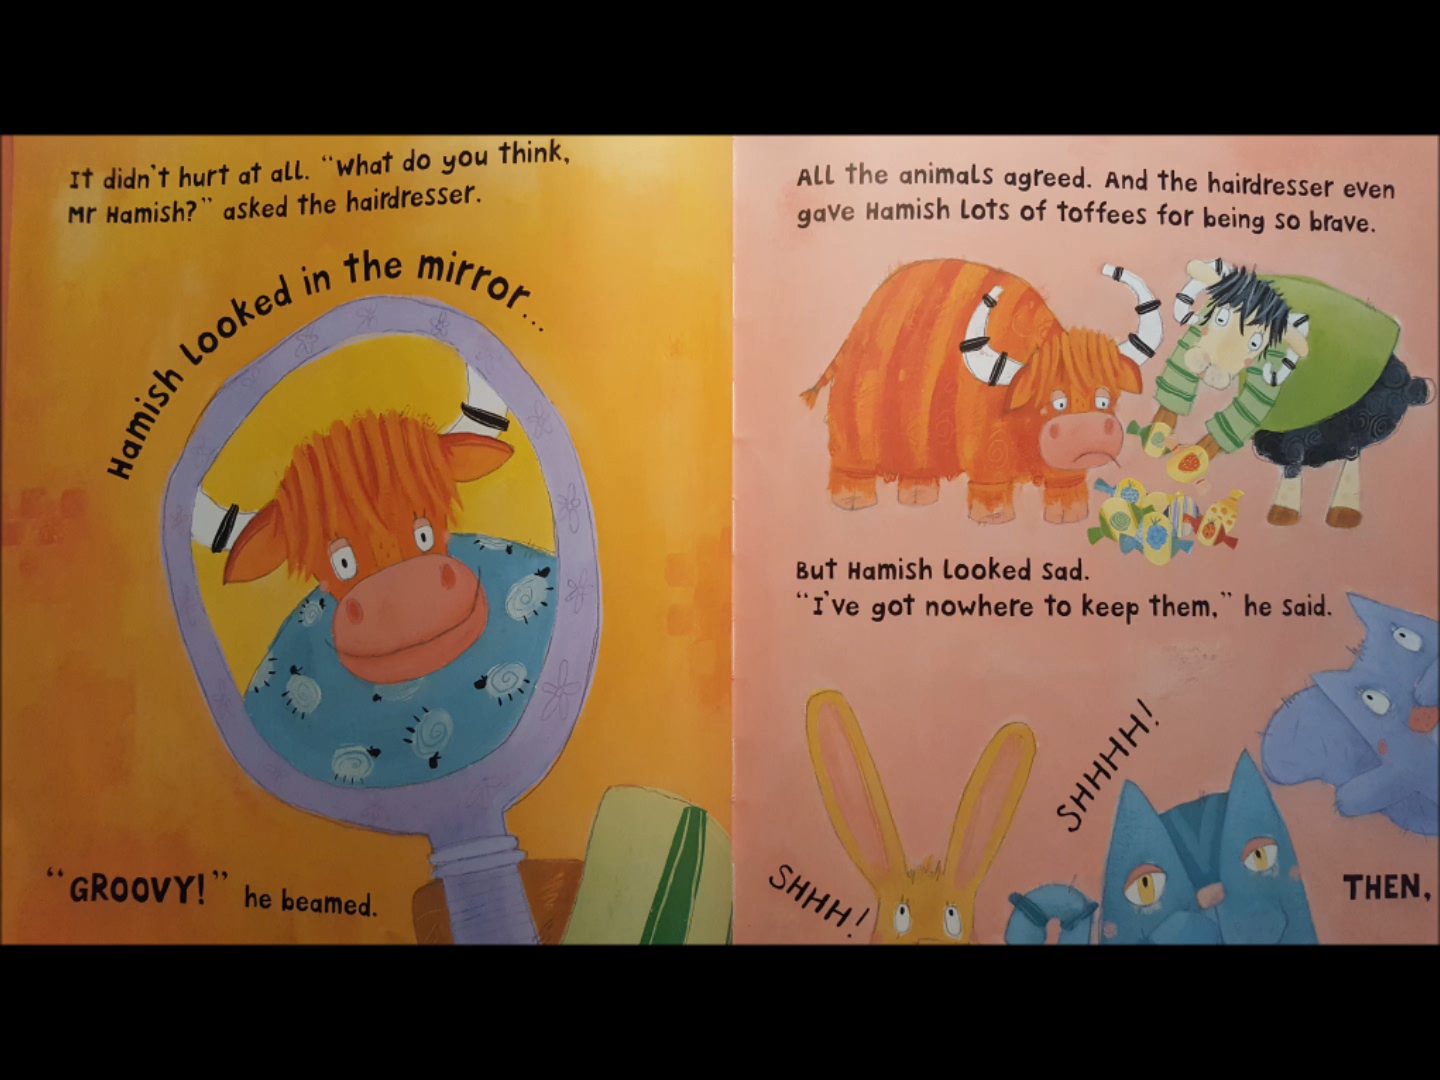 It didn't hurt at all. "What do you think,
Mr Hamish?" asked the hairdresser.
Hamish looked in the mirror...
"GROOVY!" he beamed.
All the animals agreed. And the hairdresser even
gave Hamish lots of toffees for being so brave.
But Hamish looked sad.
"I've got nowhere to keep them," he said.
SHHHH!
SHHH!
THEN,